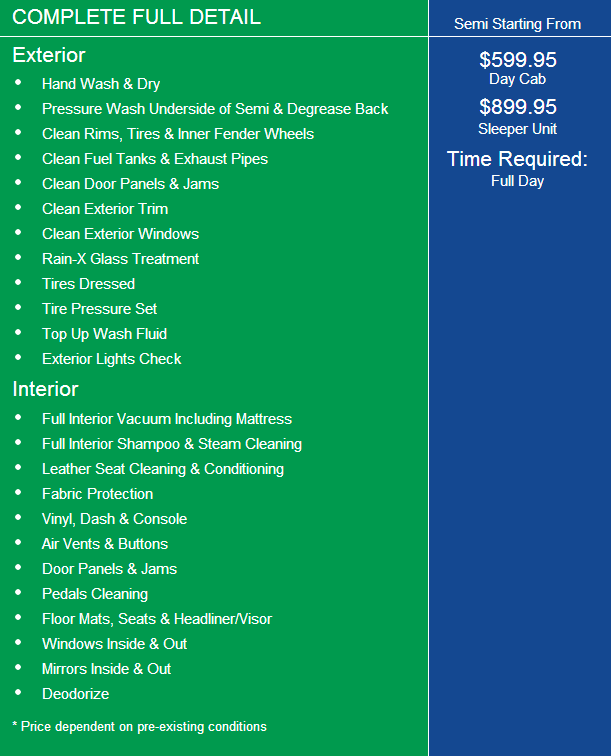 COMPLETE FULL DETAIL
Semi Starting From
$599.95
Day Cab
$899.95
Sleeper Unit
Time Required:
Full Day
Exterior
• Hand Wash & Dry
• Pressure Wash Underside of Semi & Degrease Back
• Clean Rims, Tires & Inner Fender Wheels
• Clean Fuel Tanks & Exhaust Pipes
• Clean Door Panels & Jams
• Clean Exterior Trim
• Clean Exterior Windows
• Rain-X Glass Treatment
• Tires Dressed
• Tire Pressure Set
• Top Up Wash Fluid
• Exterior Lights Check
Interior
• Full Interior Vacuum Including Mattress
• Full Interior Shampoo & Steam Cleaning
• Leather Seat Cleaning & Conditioning
• Fabric Protection
• Vinyl, Dash & Console
• Air Vents & Buttons
• Door Panels & Jams
• Pedals Cleaning
• Floor Mats, Seats & Headliner/Visor
• Windows Inside & Out
• Mirrors Inside & Out
• Deodorize
* Price dependent on pre-existing conditions